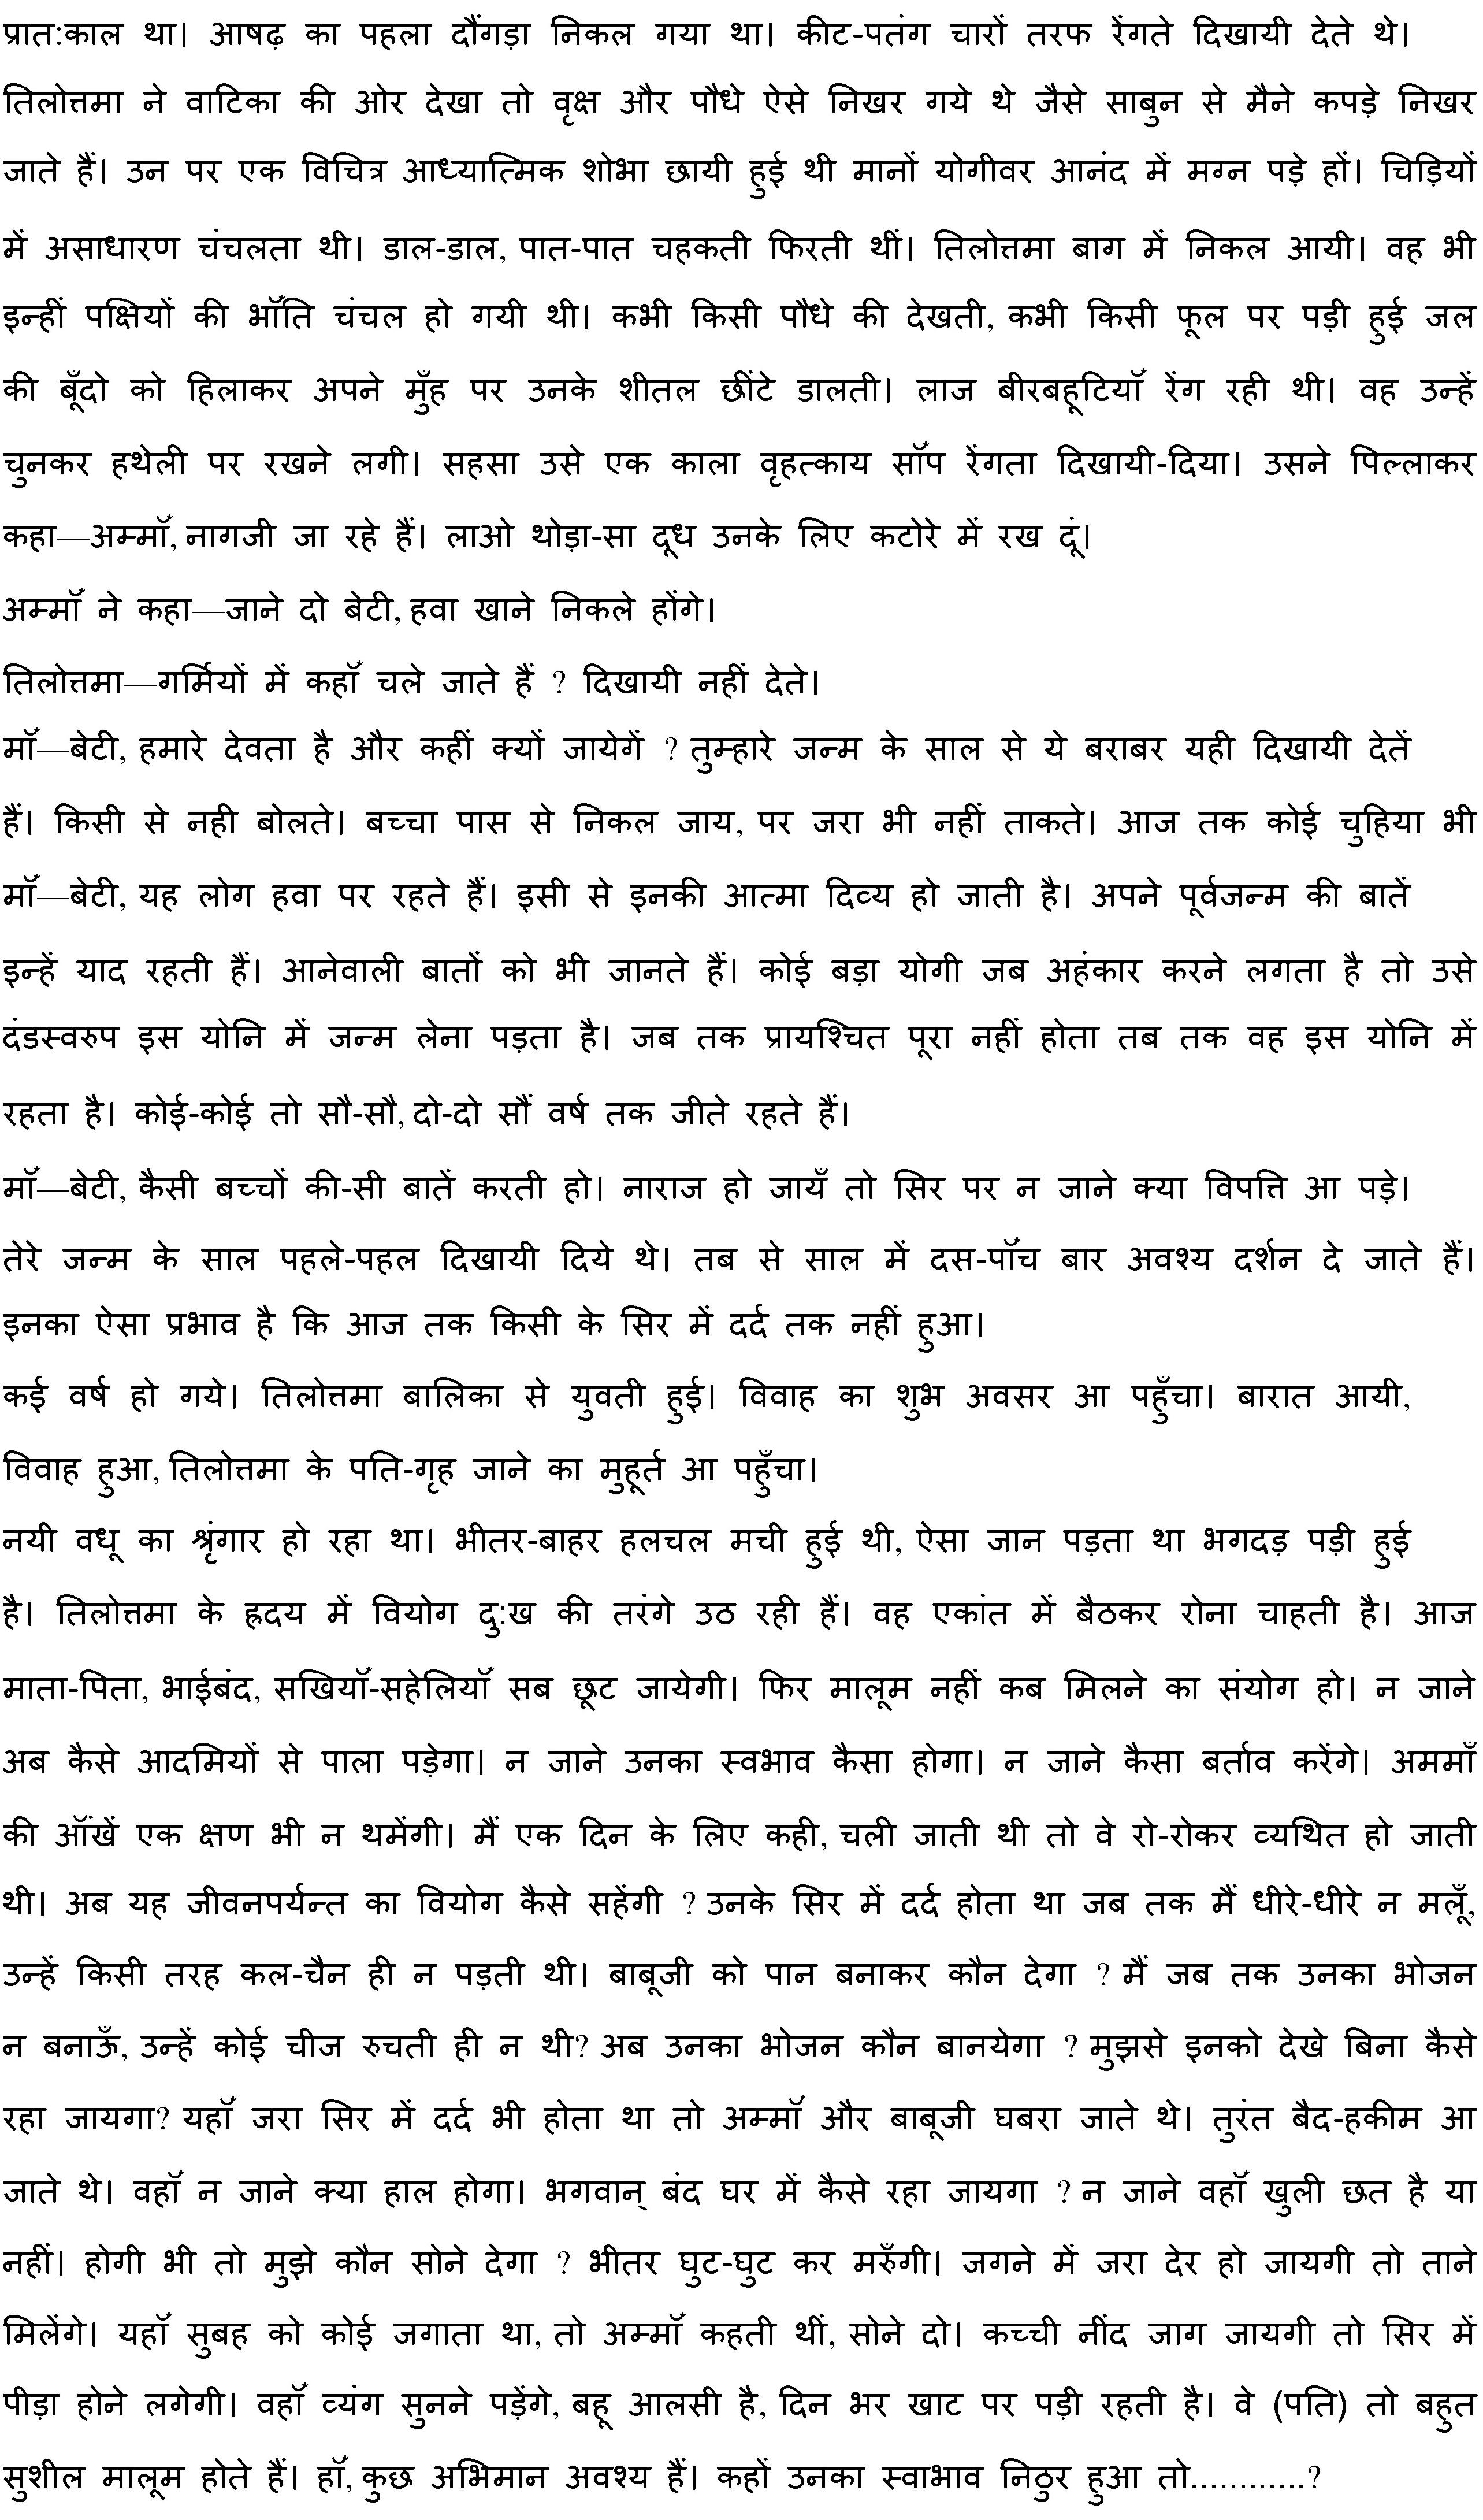 प्रात:काल था। आषढ़ का पहला दौंगड़ा निकल गया था। कीट-पतंग चारों तरफ रेंगते दिखायी देते थे।
तिलोत्तमा ने वाटिका की ओर देखा तो वृक्ष और पौधे ऐसे निखर गये थे जैसे साबुन से मैने कपड़े निखर
जाते हैं। उन पर एक विचित्र आध्यात्मिक शोभा छायी हुई थी मानों योगीवर आनंद में मग्न पड़े हों। चिड़ियों
में असाधारण चंचलता थी। डाल-डाल, पात-पात चहकती फिरती थीं। तिलोत्तमा बाग में निकल आयी। वह भी
इन्हीं पक्षियों की भॉँति चंचल हो गयी थी। कभी किसी पौधे की देखती, कभी किसी फूल पर पड़ी हुई जल
की बूँदो को हिलाकर अपने मुँह पर उनके शीतल छींटे डालती। लाज बीरबहूटियॉँ रेंग रही थी। वह उन्हें
चुनकर हथेली पर रखने लगी। सहसा उसे एक काला वृहत्काय सॉँप रेंगता दिखायी-दिया। उसने पिल्लाकर
कहा—अम्मॉँ, नागजी जा रहे हैं। लाओ थोड़ा-सा दूध उनके लिए कटोरे में रख दूं।
अम्मॉँ ने कहा—जाने दो बेटी, हवा खाने निकले होंगे।
तिलोत्तमा—गर्मियों में कहॉँ चले जाते हैं ? दिखायी नहीं देते।
मॉँ—बेटी, हमारे देवता है और कहीं क्यों जायेगें ? तुम्हारे जन्म के साल से ये बराबर यही दिखायी देतें
हैं। किसी से नही बोलते। बच्चा पास से निकल जाय, पर जरा भी नहीं ताकते। आज तक कोई चुहिया भी
मॉँ—बेटी, यह लोग हवा पर रहते हैं। इसी से इनकी आत्मा दिव्य हो जाती है। अपने पूर्वजन्म की बातें
इन्हें याद रहती हैं। आनेवाली बातों को भी जानते हैं। कोई बड़ा योगी जब अहंकार करने लगता है तो उसे
दंडस्वरुप इस योनि में जन्म लेना पड़ता है। जब तक प्रायश्चित पूरा नहीं होता तब तक वह इस योनि में
रहता है। कोई-कोई तो सौ-सौ, दो-दो सौं वर्ष तक जीते रहते हैं।
मॉँ—बेटी, कैसी बच्चों की-सी बातें करती हो। नाराज हो जायँ तो सिर पर न जाने क्या विपत्ति आ पड़े।
तेरे जन्म के साल पहले-पहल दिखायी दिये थे। तब से साल में दस-पॉँच बार अवश्य दर्शन दे जाते हैं।
इनका ऐसा प्रभाव है कि आज तक किसी के सिर में दर्द तक नहीं हुआ।
कई वर्ष हो गये। तिलोत्तमा बालिका से युवती हुई। विवाह का शुभ अवसर आ पहुँचा। बारात आयी,
विवाह हुआ, तिलोत्तमा के पति-गृह जाने का मुहूर्त आ पहुँचा।
नयी वधू का श्रृंगार हो रहा था। भीतर-बाहर हलचल मची हुई थी, ऐसा जान पड़ता था भगदड़ पड़ी हुई
है। तिलोत्तमा के ह्रदय में वियोग दु:ख की तरंगे उठ रही हैं। वह एकांत में बैठकर रोना चाहती है। आज
माता-पिता, भाईबंद, सखियॉँ-सहेलियॉँ सब छूट जायेगी। फिर मालूम नहीं कब मिलने का संयोग हो। न जाने
अब कैसे आदमियों से पाला पड़ेगा। न जाने उनका स्वभाव कैसा होगा। न जाने कैसा बर्ताव करेंगे। अममाँ
की ऑंखें एक क्षण भी न थमेंगी। मैं एक दिन के लिए कही, चली जाती थी तो वे रो-रोकर व्यथित हो जाती
थी। अब यह जीवनपर्यन्त का वियोग कैसे सहेंगी ? उनके सिर में दर्द होता था जब तक मैं धीरे-धीरे न मलूँ,
उन्हें किसी तरह कल-चैन ही न पड़ती थी। बाबूजी को पान बनाकर कौन देगा ? मैं जब तक उनका भोजन
न बनाऊँ, उन्हें कोई चीज रुचती ही न थी? अब उनका भोजन कौन बानयेगा ? मुझसे इनको देखे बिना कैसे
रहा जायगा? यहॉँ जरा सिर में दर्द भी होता था तो अम्मॉं और बाबूजी घबरा जाते थे। तुरंत बैद-हकीम आ
जाते थे। वहॉँ न जाने क्या हाल होगा। भगवान् बंद घर में कैसे रहा जायगा ? न जाने वहॉँ खुली छत है या
नहीं। होगी भी तो मुझे कौन सोने देगा ? भीतर घुट-घुट कर मरुँगी। जगने में जरा देर हो जायगी तो ताने
मिलेंगे। यहॉँ सुबह को कोई जगाता था, तो अम्मॉँ कहती थीं, सोने दो। कच्ची नींद जाग जायगी तो सिर में
पीड़ा होने लगेगी। वहॉँ व्यंग सुनने पड़ेंगे, बहू आलसी है, दिन भर खाट पर पड़ी रहती है। वे (पति) तो बहुत
सुशील मालूम होते हैं। हॉँ, कुछ अभिमान अवश्य हैं। कहों उनका स्वाभाव निठुर हुआ तो............?